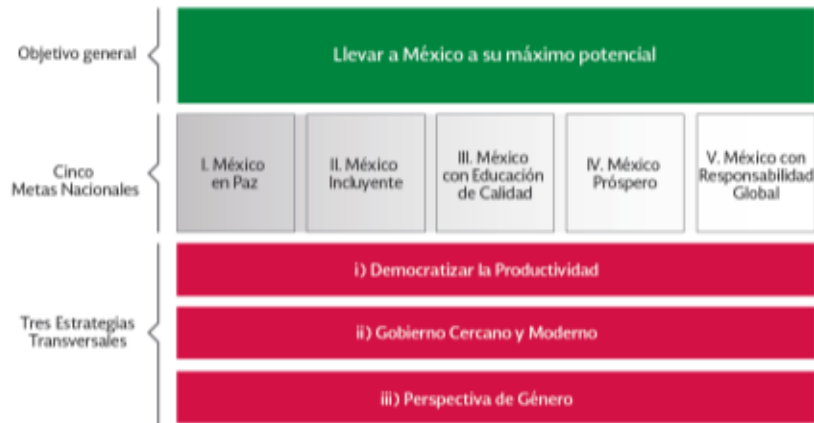 Objetivo general
Llevar a México a su máximo potencial
Cinco
Metas Nacionales
I. México
en Paz
II. México
Incluyente
III. México
con Educación
de Calidad
IV. México
Próspero
V. México con
Responsabilidad
Global
Tres Estrategias
Transversales
i) Democratizar la Productividad
ii) Gobierno Cercano y Moderno
iii) Perspectiva de Género